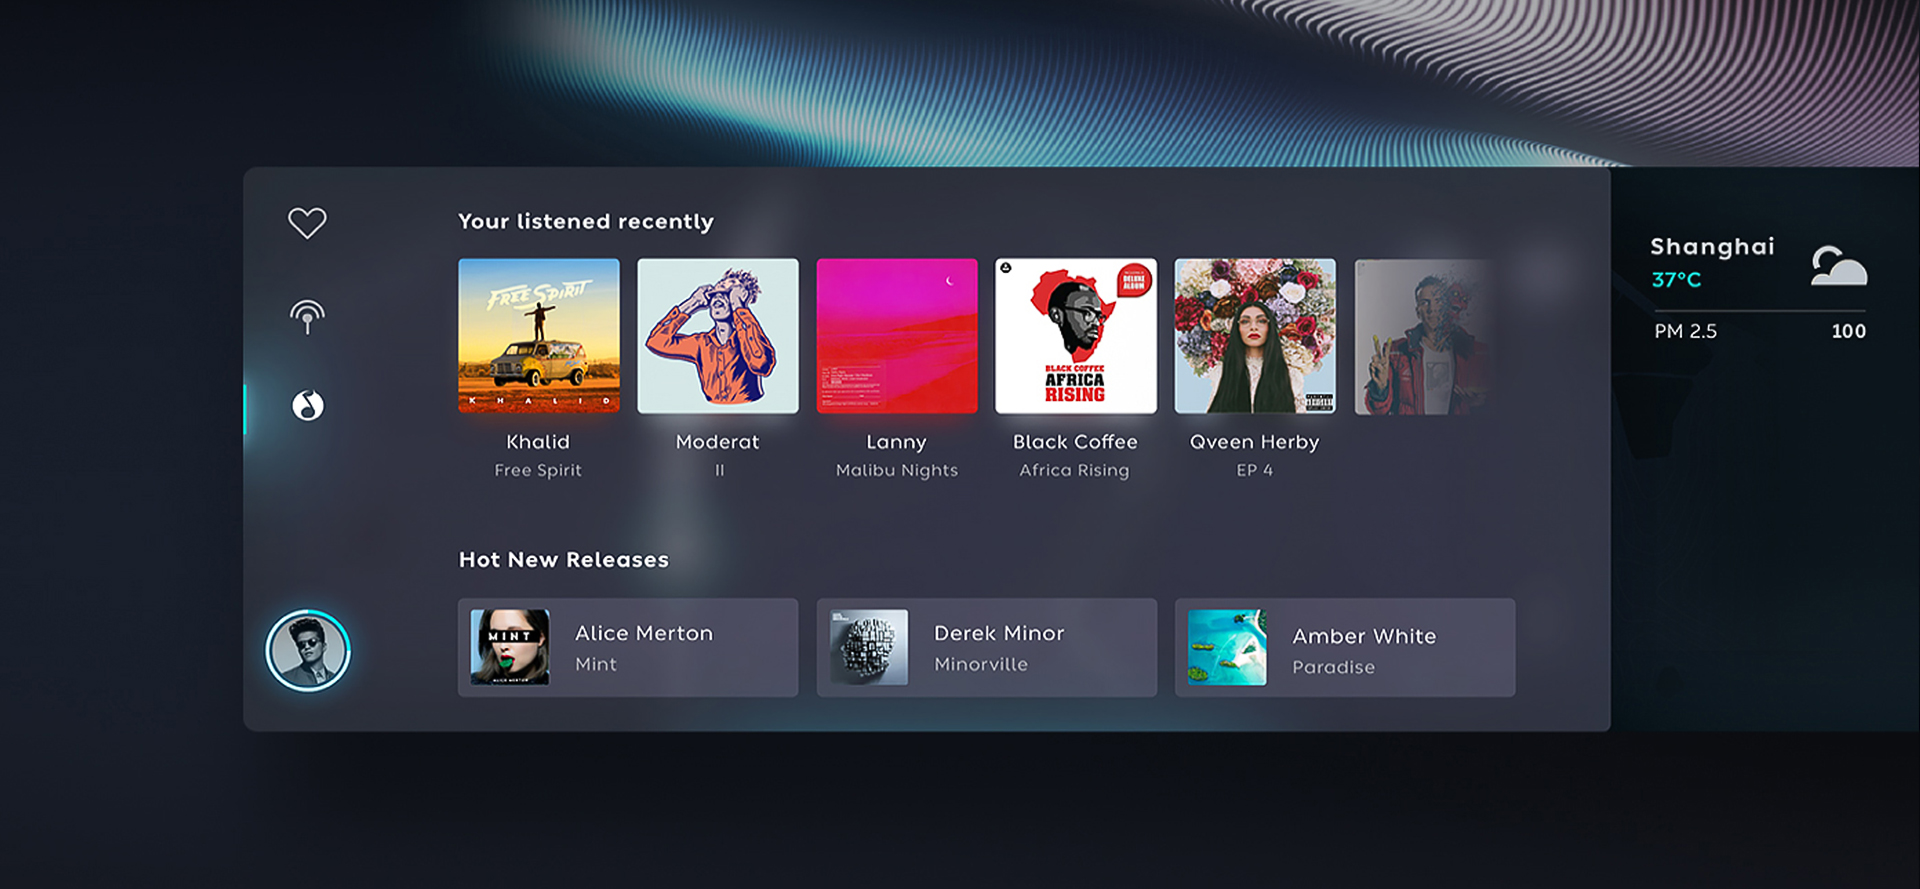 Your listened recently
FREE SPIRIT
KHALID
DELUXE
ALBUM
BLACK COFFEE
AFRICA
RISING
Khalid
Moderat
Lanny
Black Coffee
Qveen Herby
Free Spirit
II
Malibu Nights
Africa Rising
EP 4
Hot New Releases
MINT
ALICE MERTON
Alice Merton
Mint
Derek Minor
Minorville
Amber White
Paradise
Shanghai
37°C
PM 2.5
100